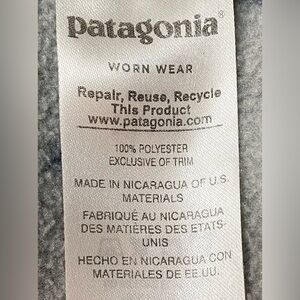 patagonia®
WORN WEAR
Repair, Reuse, Recycle
This Product
www.patagonia.com
100% POLYESTER
EXCLUSIVE OF TRIM
MADE IN NICARAGUA OF U.S.
MATERIALS
FABRIQUÉ AU NICARAGUA
DES MATIÈRES DES ETATS-
UNIS
HECHO EN NICARAGUA CON
MATERIALES DE EE.UU.